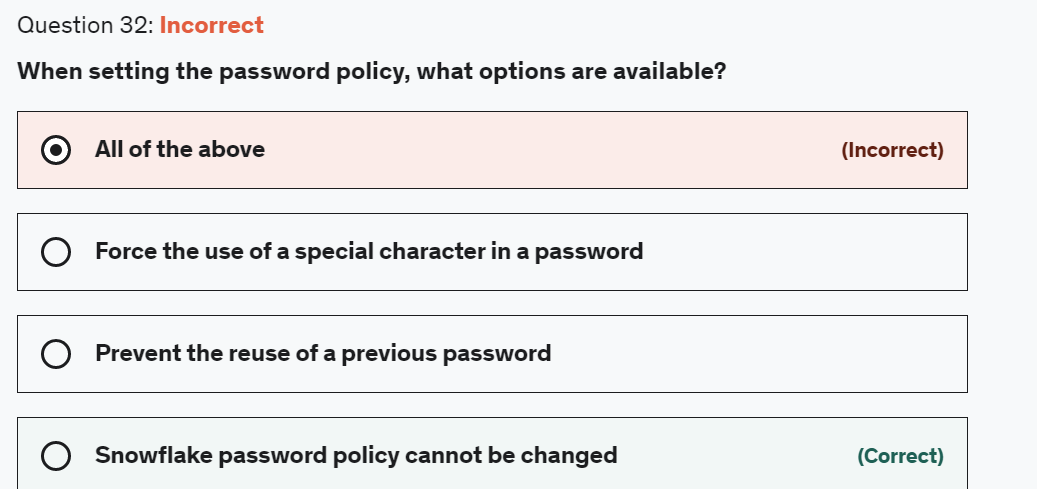 Question 32: Incorrect
When setting the password policy, what options are available?
All of the above (Incorrect)
Force the use of a special character in a password
Prevent the reuse of a previous password
Snowflake password policy cannot be changed (Correct)